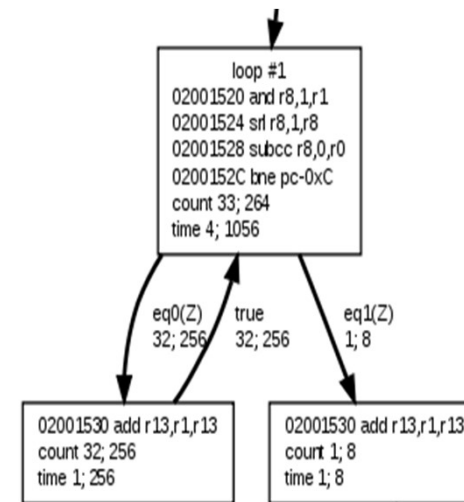 loop #1
02001520 and r8,1,r1
02001524 srl r8,1,r8
02001528 subcc r8,0,r0
0200152C bne pc-0xC
count 33; 264
time 4; 1056
eq0(Z)
32; 256
true
32; 256
eq1(Z)
1; 8
02001530 add r13,r1,r13
count 32; 256
time 1; 256
02001530 add r13,r1,r13
count 1; 8
time 1; 8